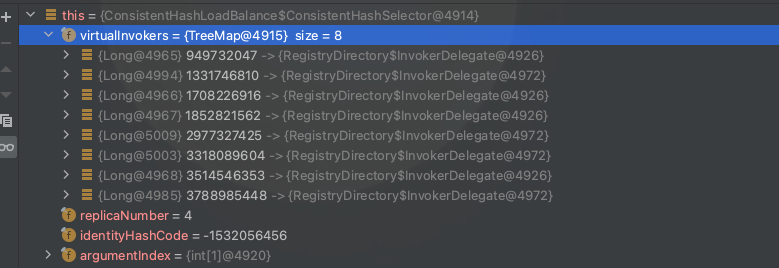 this = {ConsistentHashLoadBalance$ConsistentHashSelector@4914}
f virtualInvokers = {TreeMap@4915} size = 8
{Long@4965} 949732047 -> {RegistryDirectory$InvokerDelegate@4926}
{Long@4994} 1331746810 -> {RegistryDirectory$InvokerDelegate@4972}
{Long@4966} 1708226916 -> {RegistryDirectory$InvokerDelegate@4926}
{Long@4967} 1852821562 -> {RegistryDirectory$InvokerDelegate@4926}
{Long@5009} 2977327425 -> {RegistryDirectory$InvokerDelegate@4972}
{Long@5003} 3318089604 -> {RegistryDirectory$InvokerDelegate@4972}
{Long@4968} 3514546353 -> {RegistryDirectory$InvokerDelegate@4926}
{Long@4985} 3788985448 -> {RegistryDirectory$InvokerDelegate@4972}
f replicaNumber = 4
f identityHashCode = -1532056456
f argumentIndex = {int[1]@4920}